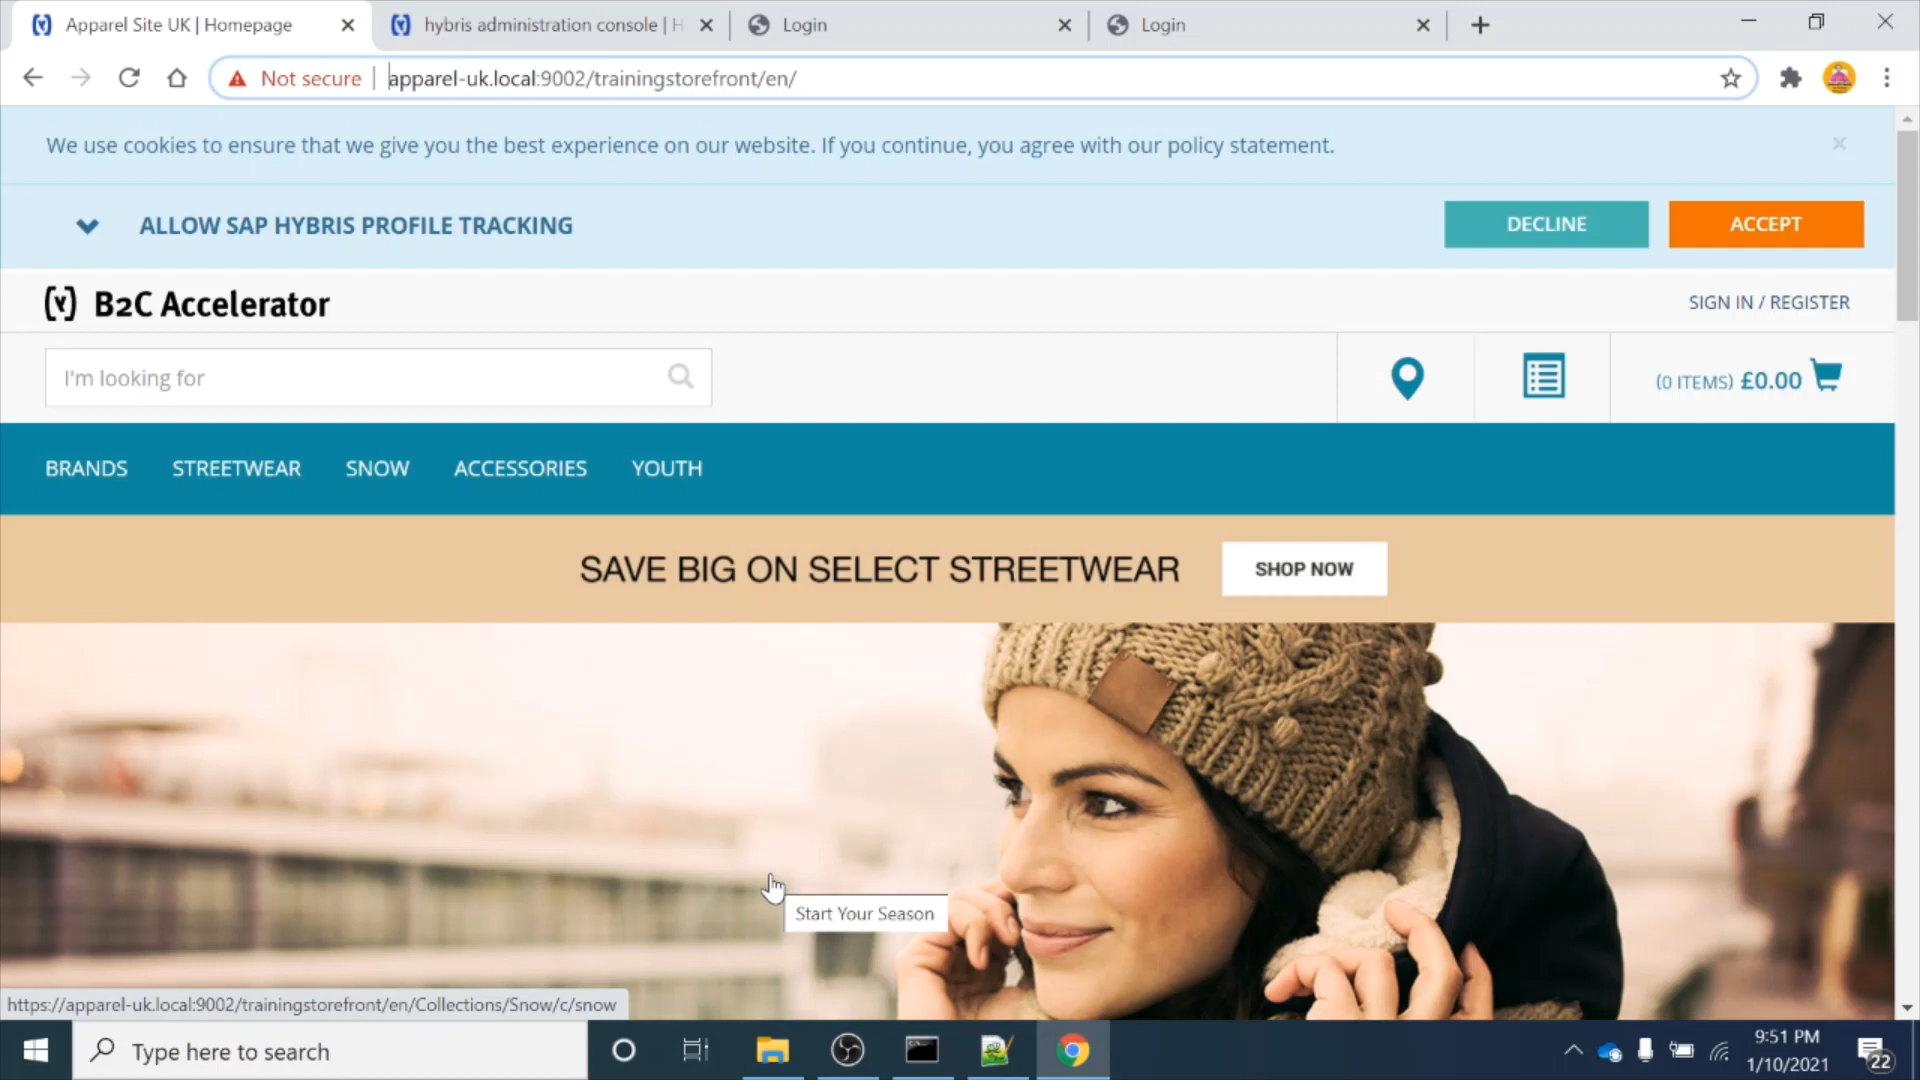 Apparel Site UK | Homepage
hybris administration console | H
Login
Login
Not secure
apparel-uk.local:9002/trainingstorefront/en/
We use cookies to ensure that we give you the best experience on our website. If you continue, you agree with our policy statement.
ALLOW SAP HYBRIS PROFILE TRACKING
DECLINE
ACCEPT
(y) B2C Accelerator
SIGN IN / REGISTER
I'm looking for
(0 ITEMS) £0.00
BRANDS
STREETWEAR
SNOW
ACCESSORIES
YOUTH
SAVE BIG ON SELECT STREETWEAR
SHOP NOW
Start Your Season
https://apparel-uk.local:9002/trainingstorefront/en/Collections/Snow/c/snow
Type here to search
9:51 PM
1/10/2021
22